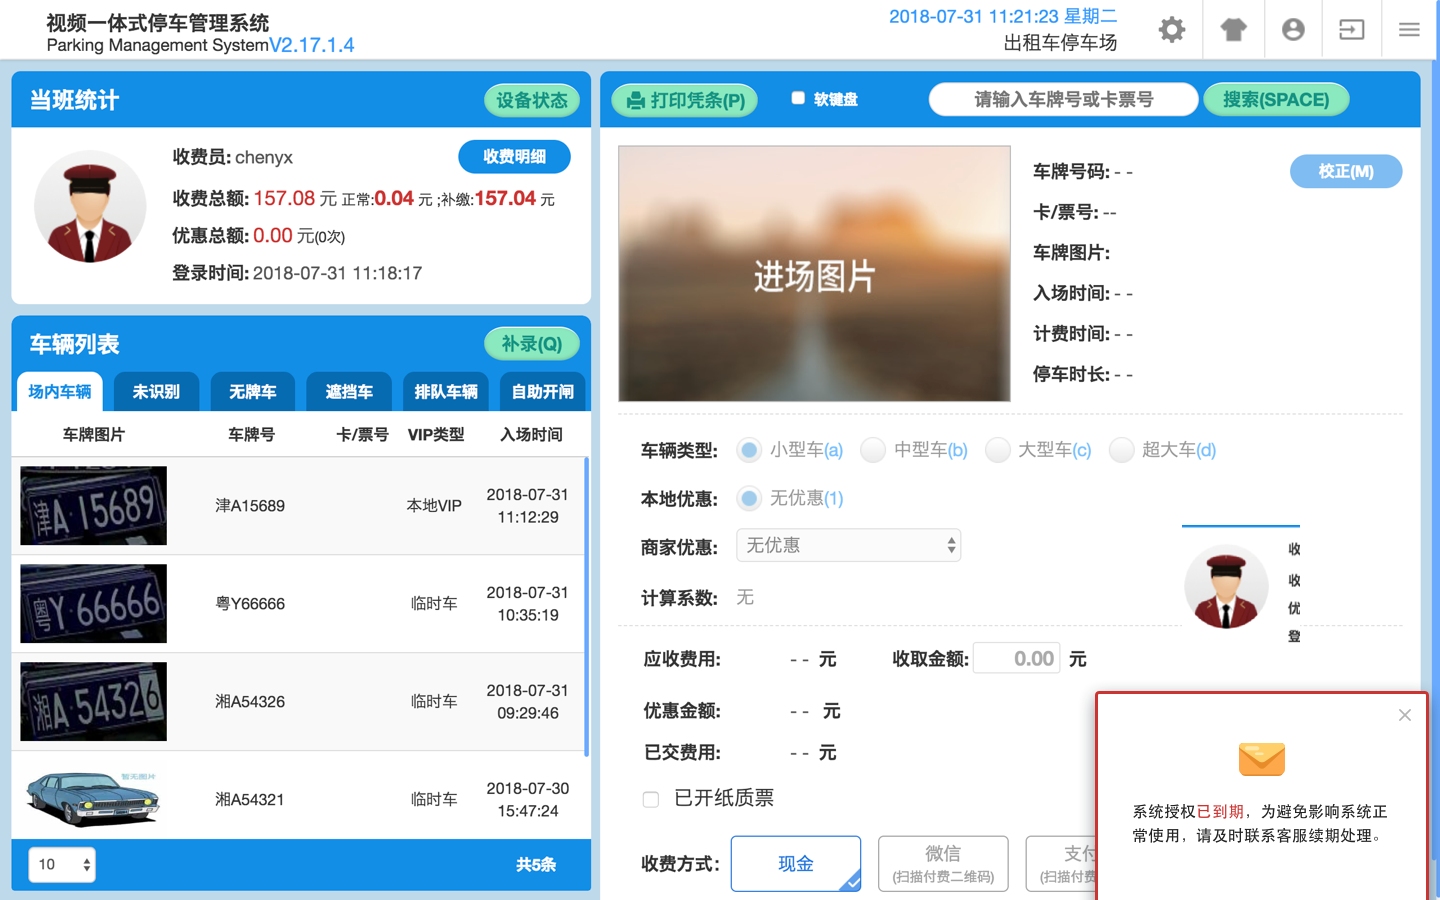 视频一体式停车管理系统
Parking Management SystemV2.17.1.4
2018-07-31 11:21:23 星期二
出租车停车场
当班统计
设备状态
收费员: chenyx
收费明细
收费总额: 157.08 元 正常:0.04 元 ;补缴:157.04 元
优惠总额: 0.00 元(0次)
登录时间: 2018-07-31 11:18:17
车辆列表
补录(Q)
场内车辆 未识别 无牌车 遮挡车 排队车辆 自助开闸
车牌图片 车牌号 卡/票号 VIP类型 入场时间
津A·15689
津A15689 本地VIP 2018-07-31 11:12:29
粤Y·66666
粤Y66666 临时车 2018-07-31 10:35:19
湘A·54326
湘A54326 临时车 2018-07-31 09:29:46
暂无图片
湘A54321 临时车 2018-07-30 15:47:24
10
共5条
打印凭条(P)
软键盘
请输入车牌号或卡票号
搜索(SPACE)
进场图片
车牌号码: - -
校正(M)
卡/票号: --
车牌图片:
入场时间: - -
计费时间: - -
停车时长: - -
车辆类型: 小型车(a) 中型车(b) 大型车(c) 超大车(d)
本地优惠: 无优惠(1)
商家优惠: 无优惠
计算系数: 无
收
收
优
登
应收费用: - - 元 收取金额: 0.00 元
优惠金额: - - 元
已交费用: - - 元
已开纸质票
收费方式: 现金
微信
(扫描付费二维码)
支付
(扫描付费
系统授权已到期，为避免影响系统正
常使用，请及时联系客服续期处理。